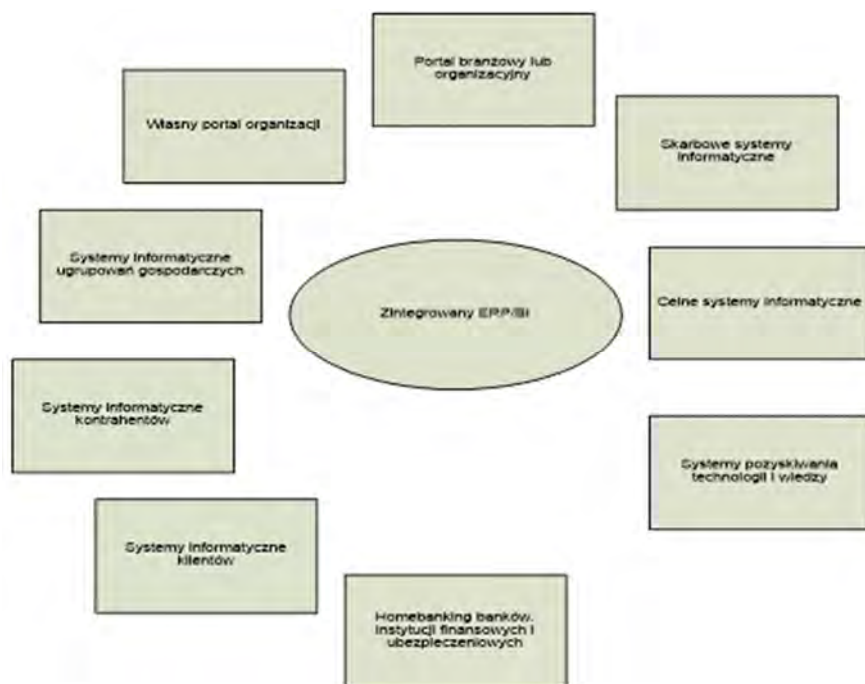 Portal branżowy lub
organizacyjny
Własny portal organizacji
Skarbowe systemy
Informatyczne
Systemy Informatyczne
ugrupowań gospodarczych
Zintegrowany ERP/BI
Celne systemy Informatyczne
Systemy Informatyczne
kontrahentów
Systemy pozyskiwania
technologii i wiedzy
Systemy Informatyczne
klientów
Homebanking banków.
Instytucji finansowych i
ubezpieczeniowych